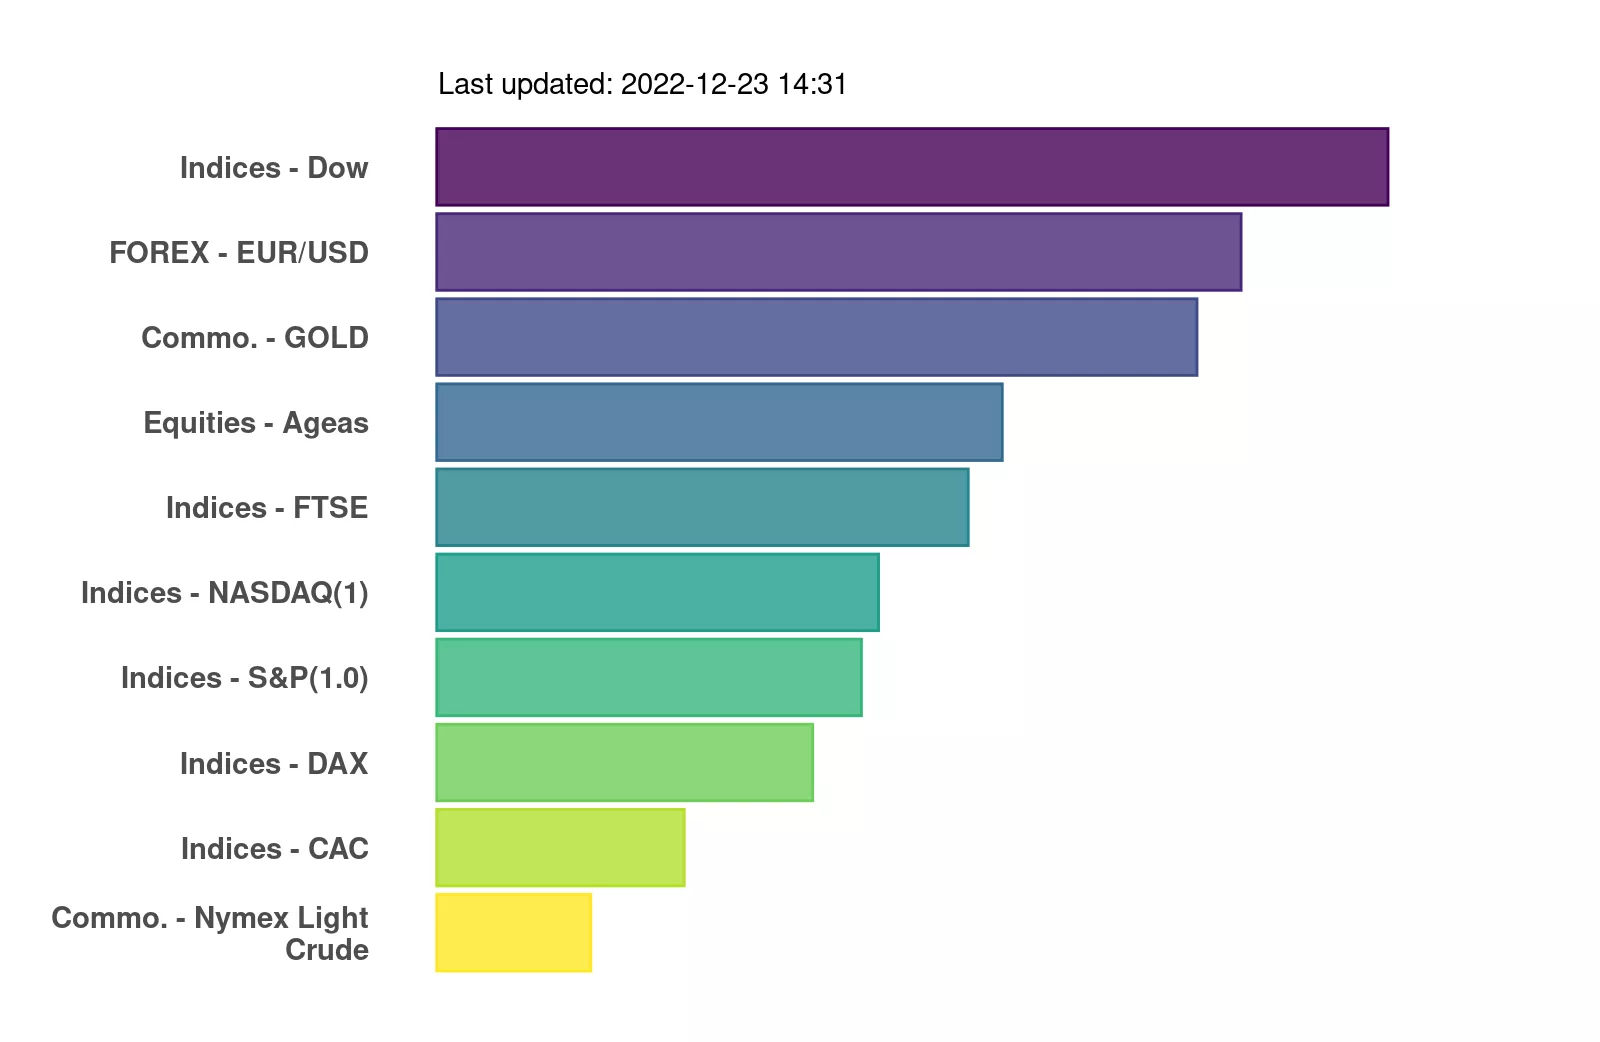 Last updated: 2022-12-23 14:31
Indices - Dow
FOREX - EUR/USD
Commo. - GOLD
Equities - Ageas
Indices - FTSE
Indices - NASDAQ(1)
Indices - S&P(1.0)
Indices - DAX
Indices - CAC
Commo. - Nymex Light
Crude